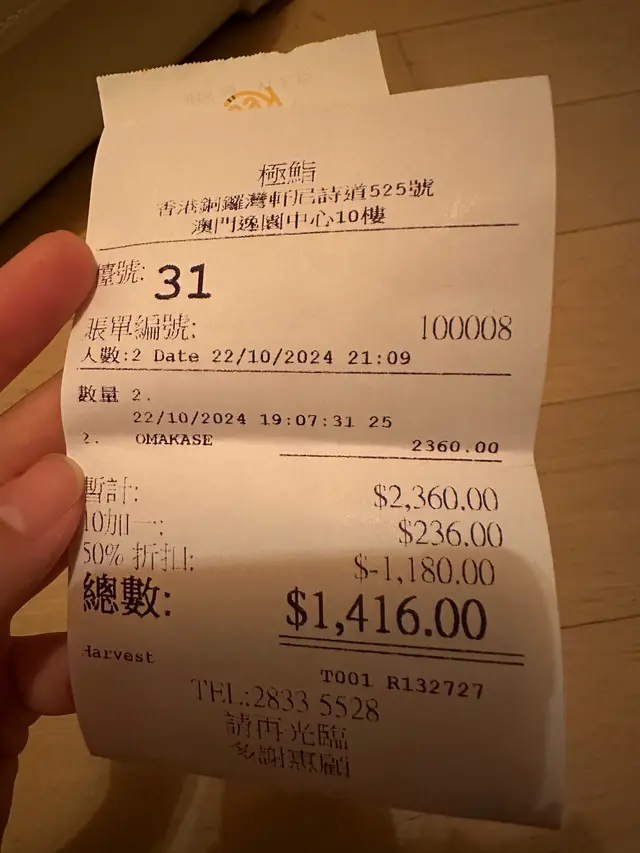 極鮨
香港銅鑼灣軒尼詩道525號
澳門逸園中心10樓
檯號: 31
賬單編號: 100008
人數:2 Date 22/10/2024 21:09
數量 2.
22/10/2024 19:07:31 25
2. OMAKASE 2360.00
暫計: $2,360.00
10加一: $236.00
50% 折扣: $-1,180.00
總數: $1,416.00
Harvest
T001 R132727
TEL:2833 5528
請再光臨
多謝惠顧